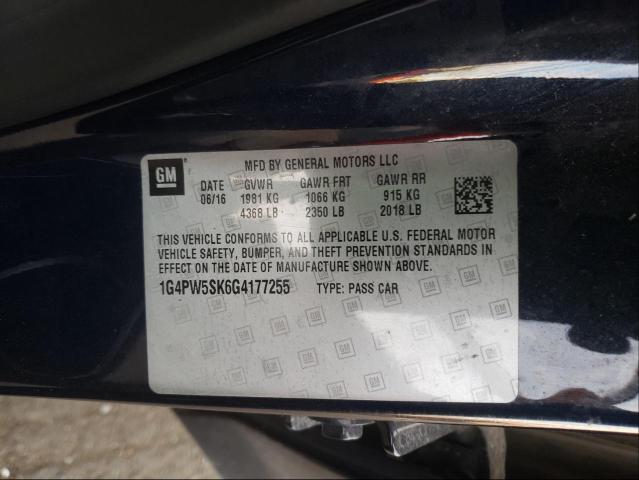 GM
MFD BY GENERAL MOTORS LLC
DATE GVWR GAWR FRT GAWR RR
06/16 1981 KG 1066 KG 915 KG
4368 LB 2350 LB 2018 LB
THIS VEHICLE CONFORMS TO ALL APPLICABLE U.S. FEDERAL MOTOR
VEHICLE SAFETY, BUMPER, AND THEFT PREVENTION STANDARDS IN
EFFECT ON THE DATE OF MANUFACTURE SHOWN ABOVE.
1G4PW5SK6G4177255 TYPE: PASS CAR